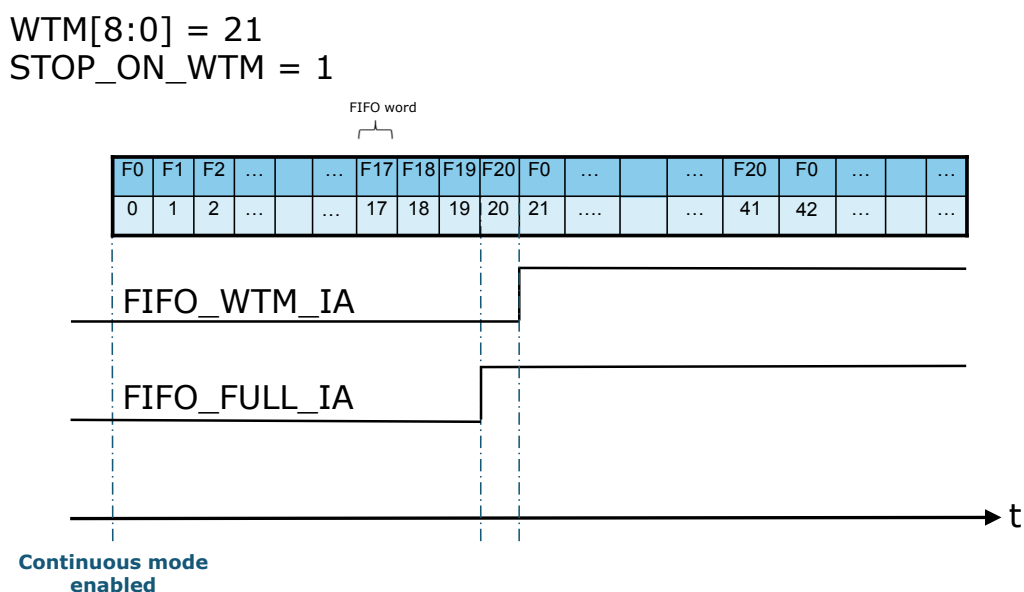 WTM[8:0] = 21
STOP_ON_WTM = 1
FIFO word
F0 F1 F2 ... ... F17 F18 F19 F20 F0 ... ... F20 F0 ... ...
0 1 2 ... ... 17 18 19 20 21 .... ... 41 42 ... ...
FIFO_WTM_IA
FIFO_FULL_IA
t
Continuous mode
enabled